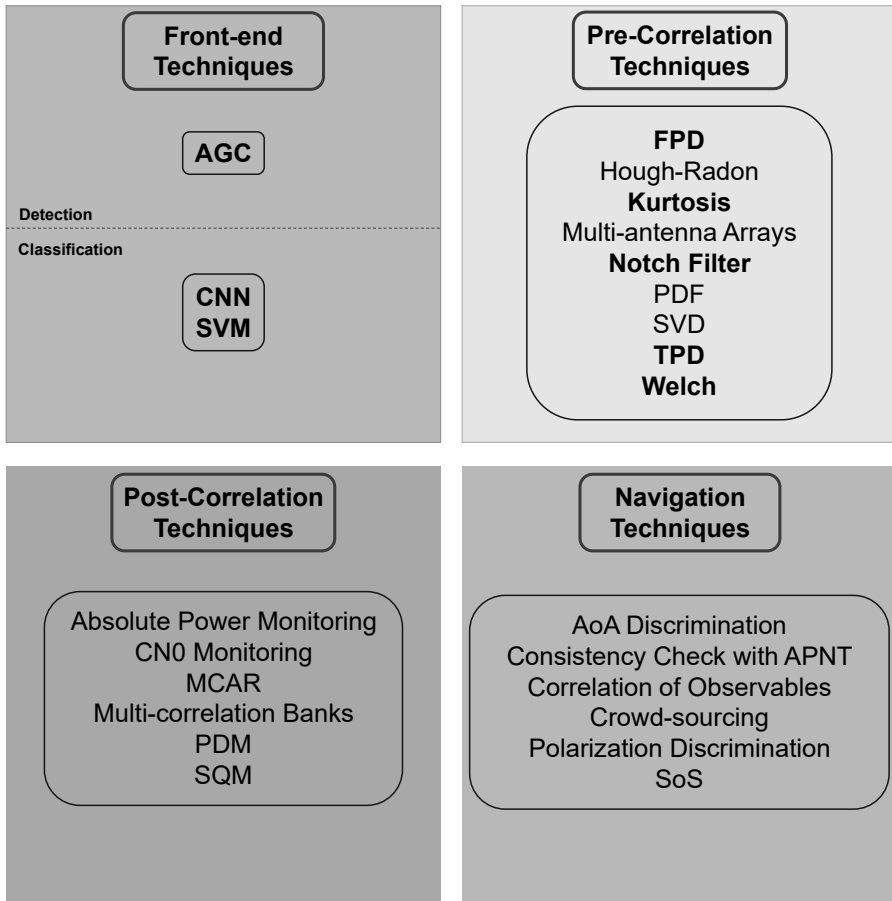 Front-end
Techniques
AGC
Detection
Classification
CNN
SVM
Pre-Correlation
Techniques
FPD
Hough-Radon
Kurtosis
Multi-antenna Arrays
Notch Filter
PDF
SVD
TPD
Welch
Post-Correlation
Techniques
Absolute Power Monitoring
CN0 Monitoring
MCAR
Multi-correlation Banks
PDM
SQM
Navigation
Techniques
AoA Discrimination
Consistency Check with APNT
Correlation of Observables
Crowd-sourcing
Polarization Discrimination
SoS